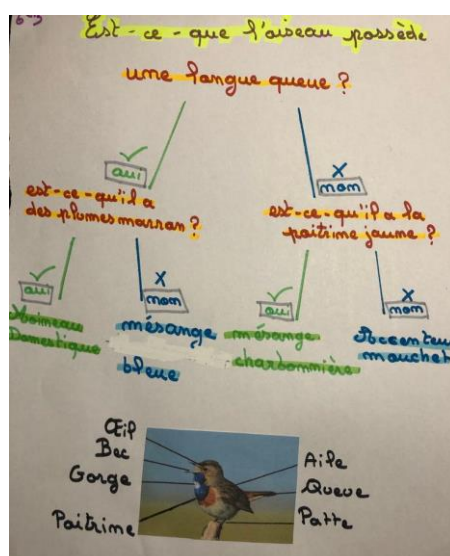 Est-ce-que l'oiseau possède
une longue queue ?
oui
non
est-ce-qu'il a
des plumes marron ?
est-ce-qu'il a la
poitrine jaune ?
oui
non
oui
non
Moineau
Domestique
mésange
bleue
mésange
charbonnière
Accenteu
mouchet
Œil
Bec
Gorge
Poitrine
Aile
Queue
Patte